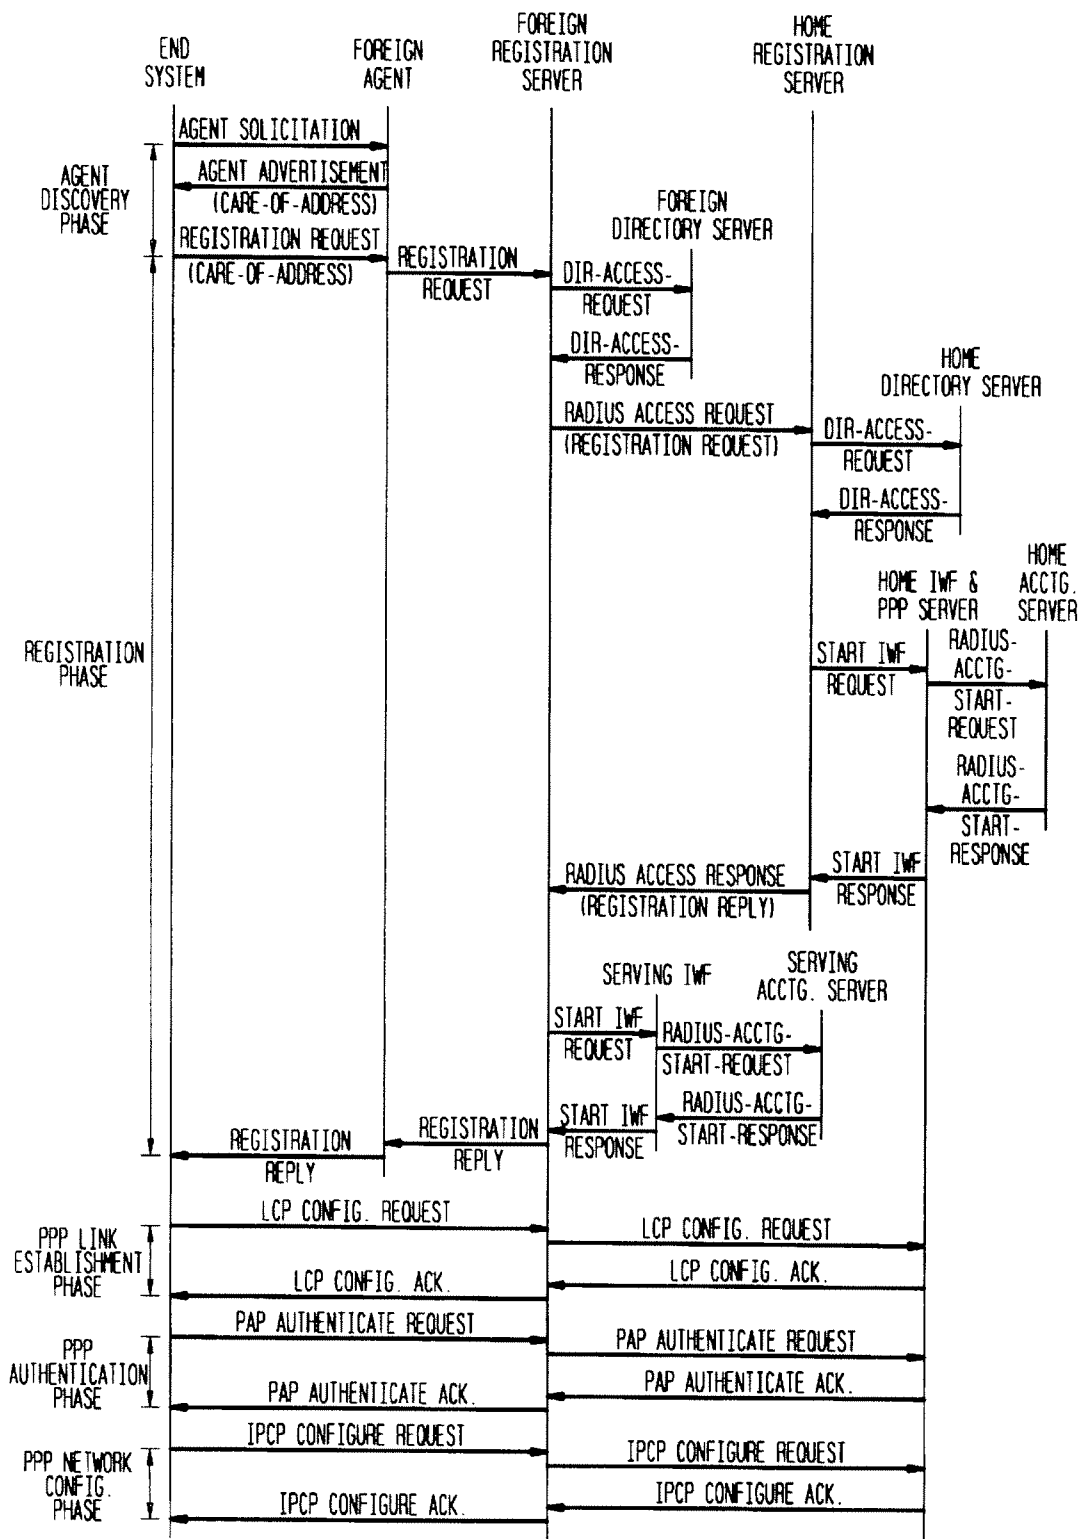 END
SYSTEM
FOREIGN
AGENT
FOREIGN
REGISTRATION
SERVER
HOME
REGISTRATION
SERVER
AGENT SOLICITATION
AGENT
DISCOVERY
PHASE
AGENT ADVERTISEMENT
(CARE-OF-ADDRESS)
REGISTRATION REQUEST
(CARE-OF-ADDRESS)
REGISTRATION
REQUEST
FOREIGN
DIRECTORY SERVER
DIR-ACCESS-
REQUEST
DIR-ACCESS-
RESPONSE
HOME
DIRECTORY SERVER
RADIUS ACCESS REQUEST
(REGISTRATION REQUEST)
DIR-ACCESS-
REQUEST
DIR-ACCESS-
RESPONSE
HOME IWF &
PPP SERVER
HOME
ACCTG.
SERVER
REGISTRATION
PHASE
START IWF
REQUEST
RADIUS-
ACCTG-
START-
REQUEST
RADIUS-
ACCTG-
START-
RESPONSE
START IWF
RESPONSE
RADIUS ACCESS RESPONSE
(REGISTRATION REPLY)
SERVING IWF
SERVING
ACCTG. SERVER
START IWF
REQUEST
RADIUS-ACCTG-
START-REQUEST
RADIUS-ACCTG-
START-RESPONSE
START IWF
RESPONSE
REGISTRATION
REPLY
REGISTRATION
REPLY
PPP LINK
ESTABLISHMENT
PHASE
LCP CONFIG. REQUEST
LCP CONFIG. REQUEST
LCP CONFIG. ACK.
LCP CONFIG. ACK.
PPP
AUTHENTICATION
PHASE
PAP AUTHENTICATE REQUEST
PAP AUTHENTICATE REQUEST
PAP AUTHENTICATE ACK.
PAP AUTHENTICATE ACK.
PPP NETWORK
CONFIG.
PHASE
IPCP CONFIGURE REQUEST
IPCP CONFIGURE REQUEST
IPCP CONFIGURE ACK.
IPCP CONFIGURE ACK.